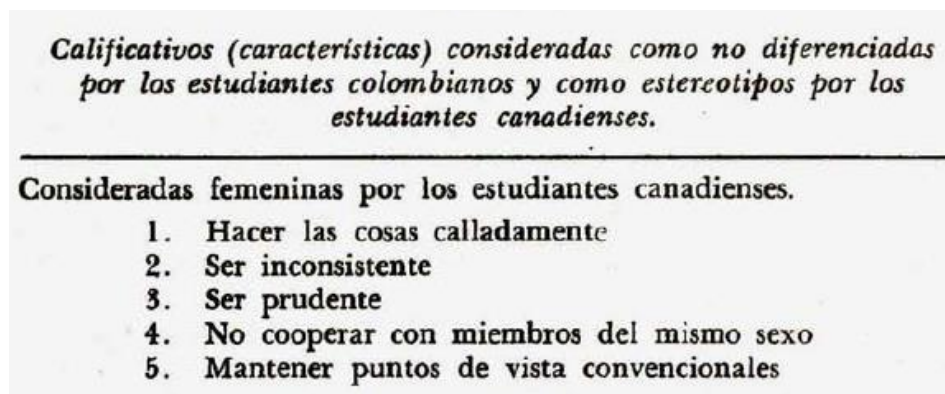 Calificativos (características) consideradas como no diferenciadas
por los estudiantes colombianos y como estereotipos por los
estudiantes canadienses.
Consideradas femeninas por los estudiantes canadienses.
1. Hacer las cosas calladamente
2. Ser inconsistente
3. Ser prudente
4. No cooperar con miembros del mismo sexo
5. Mantener puntos de vista convencionales